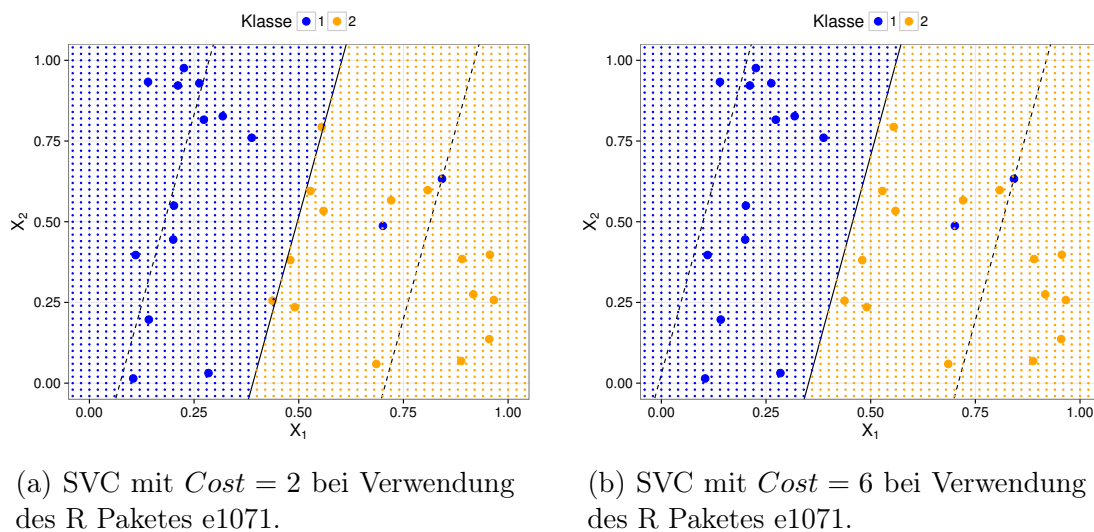 Klasse 1 2
1.00
0.75
0.50
0.25
0.00
X2
0.00 0.25 0.50 0.75 1.00
X1
(a) SVC mit Cost = 2 bei Verwendung
des R Paketes e1071.
Klasse 1 2
1.00
0.75
0.50
0.25
0.00
X2
0.00 0.25 0.50 0.75 1.00
X1
(b) SVC mit Cost = 6 bei Verwendung
des R Paketes e1071.